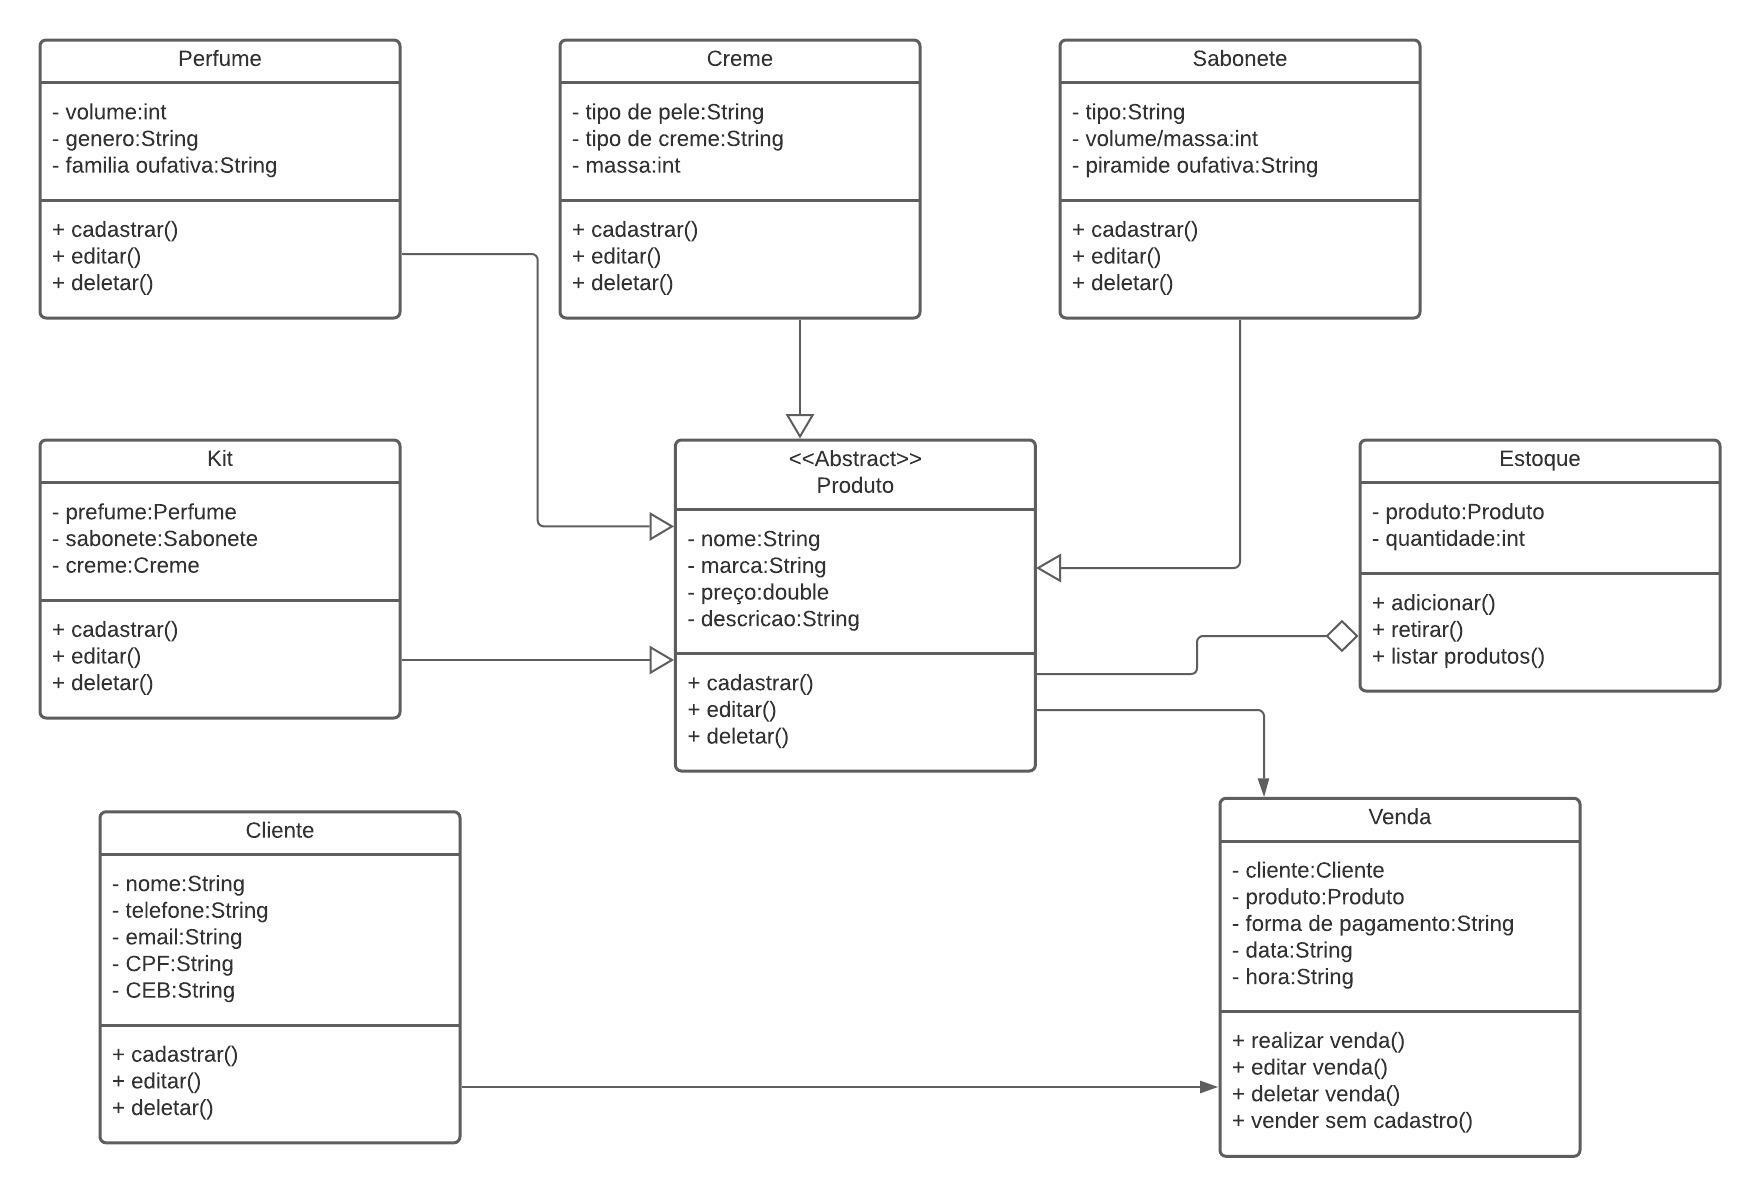 Perfume
- volume:int
- genero:String
- familia oufativa:String
+ cadastrar()
+ editar()
+ deletar()
Creme
- tipo de pele:String
- tipo de creme:String
- massa:int
+ cadastrar()
+ editar()
+ deletar()
Sabonete
- tipo:String
- volume/massa:int
- piramide oufativa:String
+ cadastrar()
+ editar()
+ deletar()
Kit
- prefume:Perfume
- sabonete:Sabonete
- creme:Creme
+ cadastrar()
+ editar()
+ deletar()
<<Abstract>>
Produto
- nome:String
- marca:String
- preço:double
- descricao:String
+ cadastrar()
+ editar()
+ deletar()
Estoque
- produto:Produto
- quantidade:int
+ adicionar()
+ retirar()
+ listar produtos()
Cliente
- nome:String
- telefone:String
- email:String
- CPF:String
- CEB:String
+ cadastrar()
+ editar()
+ deletar()
Venda
- cliente:Cliente
- produto:Produto
- forma de pagamento:String
- data:String
- hora:String
+ realizar venda()
+ editar venda()
+ deletar venda()
+ vender sem cadastro()